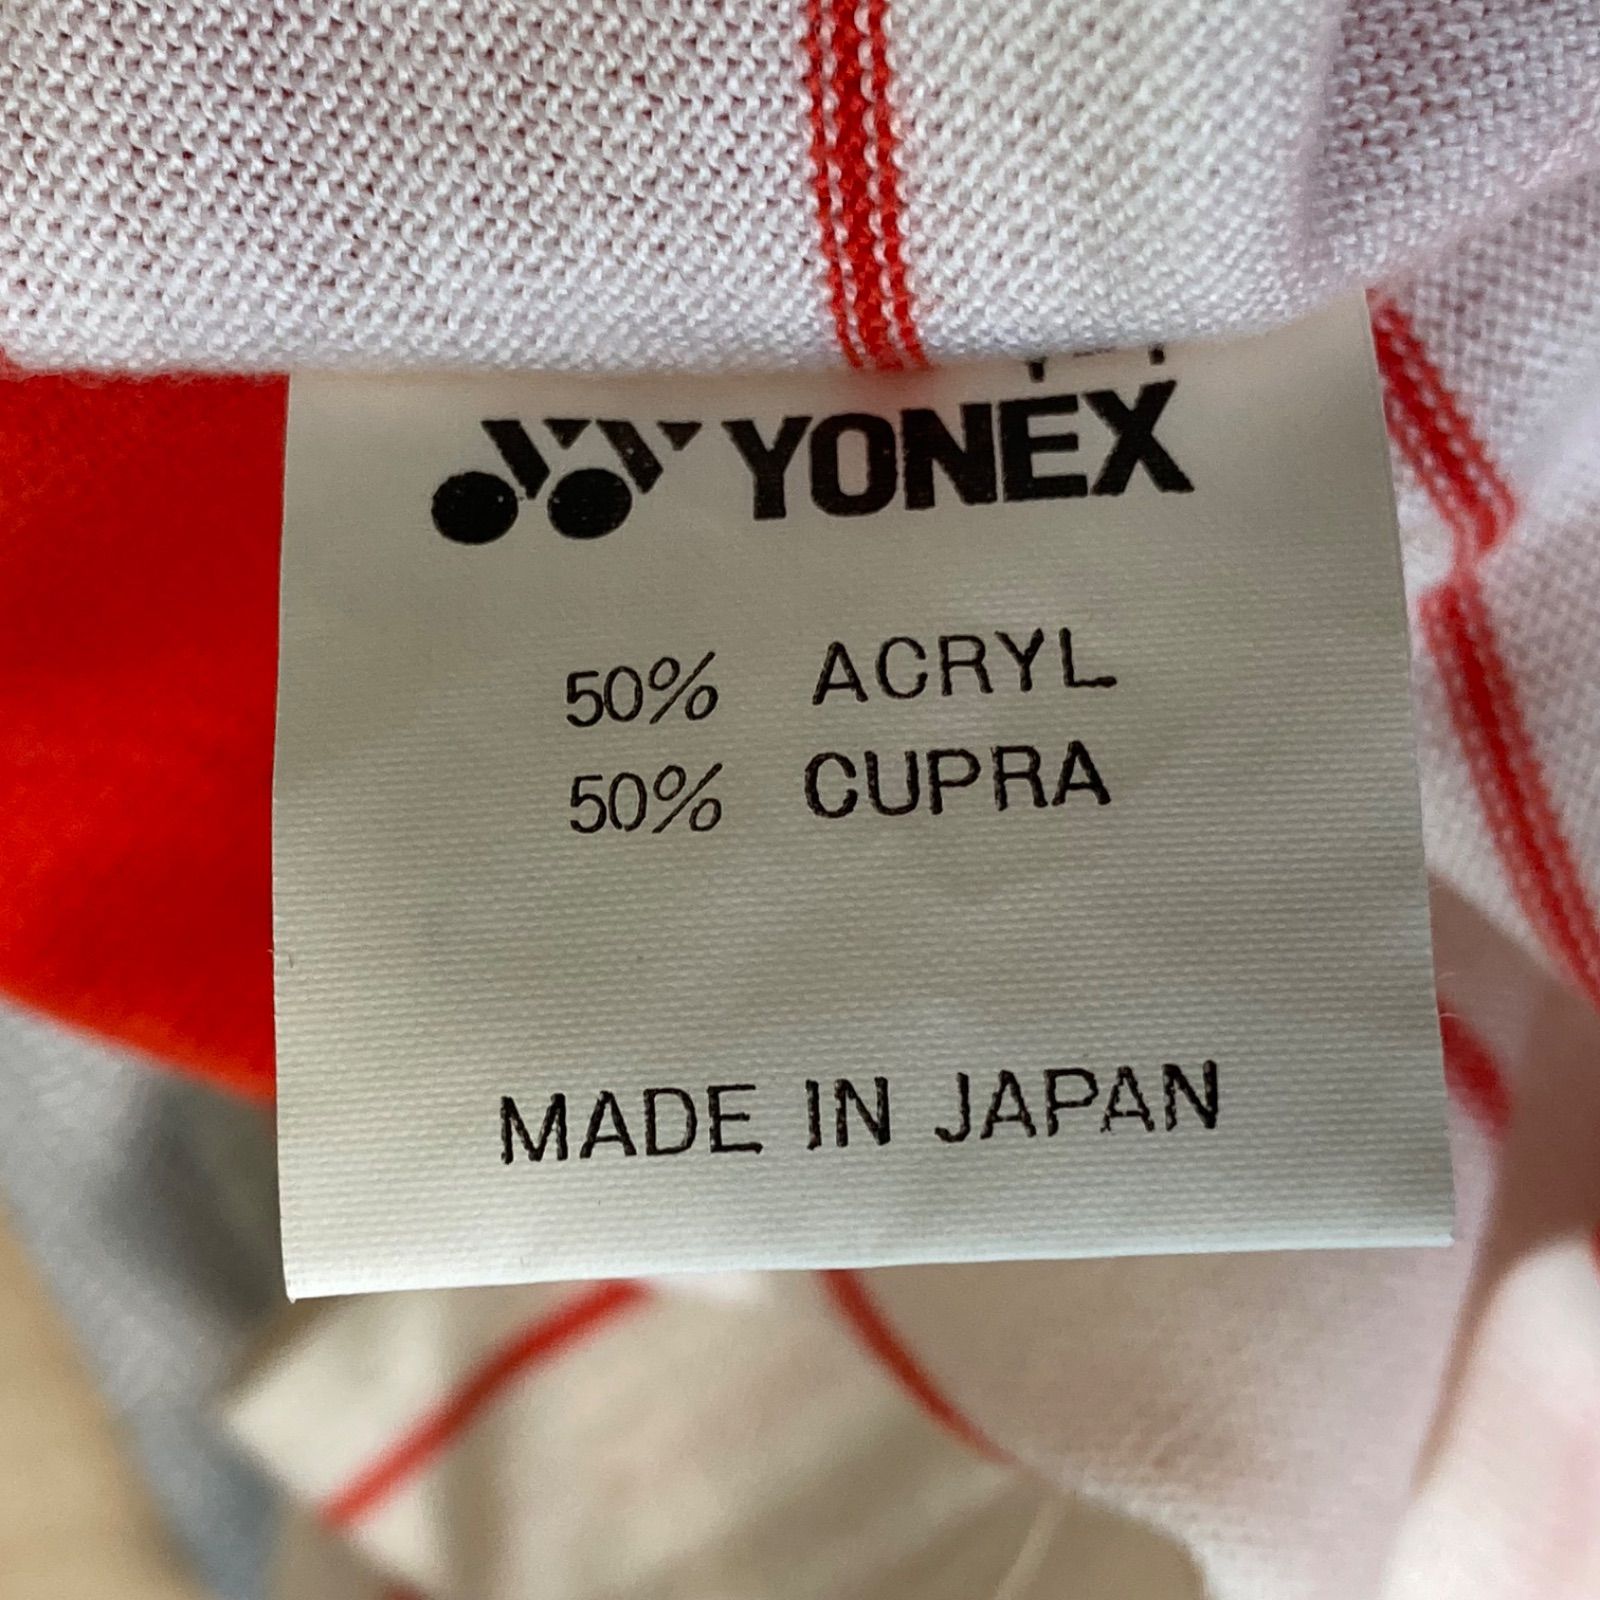 YONEX
50% ACRYL
50% CUPRA
MADE IN JAPAN